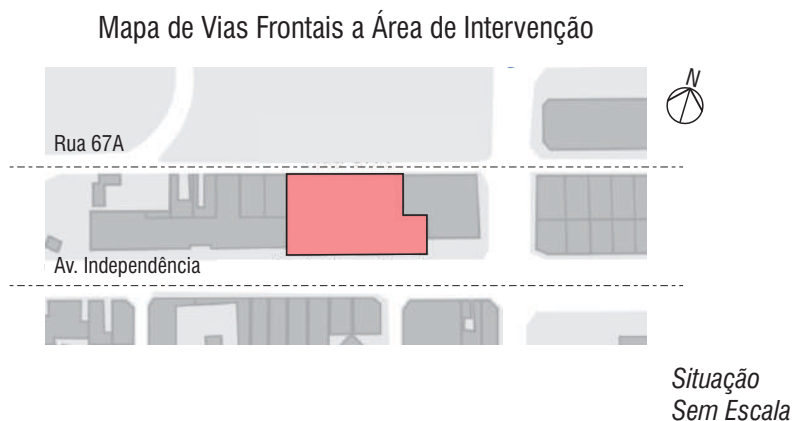 Mapa de Vias Frontais a Área de Intervenção
N
Rua 67A
Av. Independência
Situação
Sem Escala